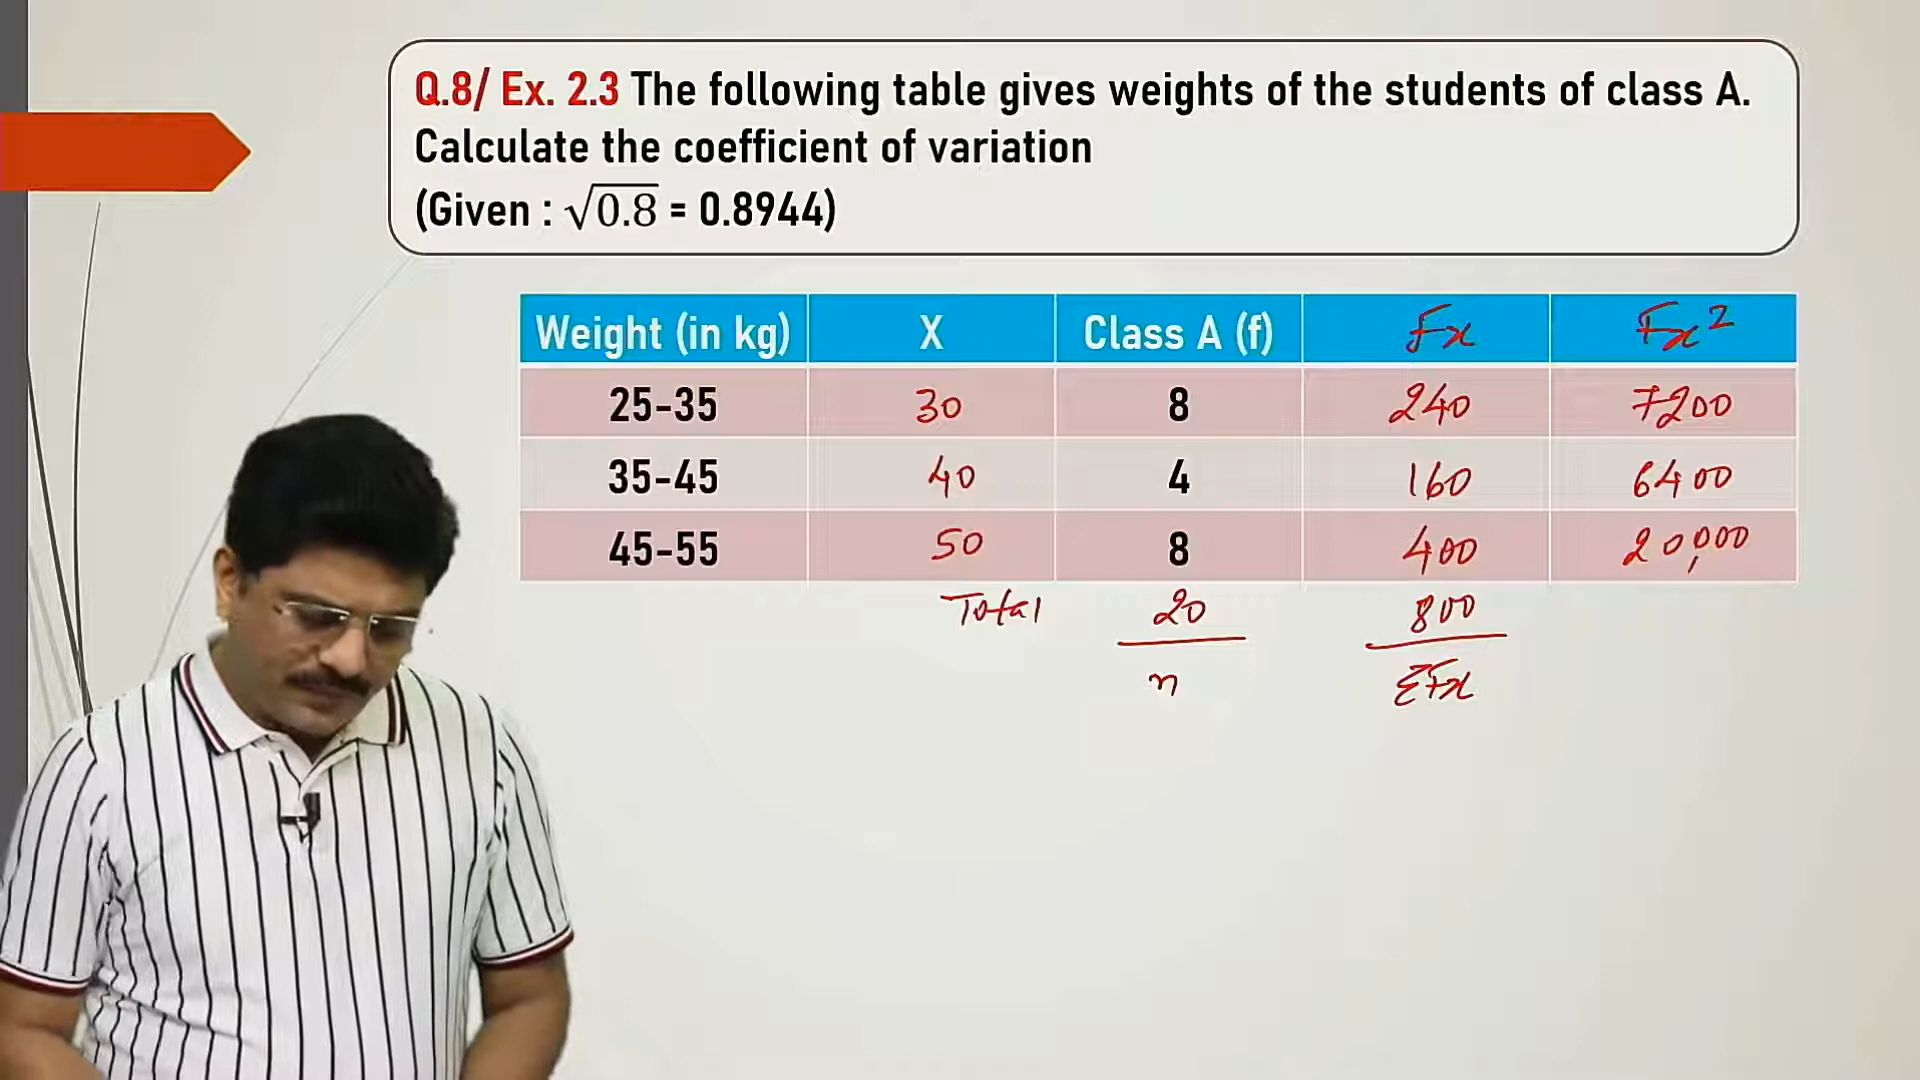 Q.8/ Ex. 2.3 The following table gives weights of the students of class A.
Calculate the coefficient of variation
(Given : √0.8 = 0.8944)
Weight (in kg) X Class A (f) Fx Fx²
25-35 30 8 240 7200
35-45 40 4 160 6400
45-55 50 8 400 20,000
Total 20 800
n ΣFx